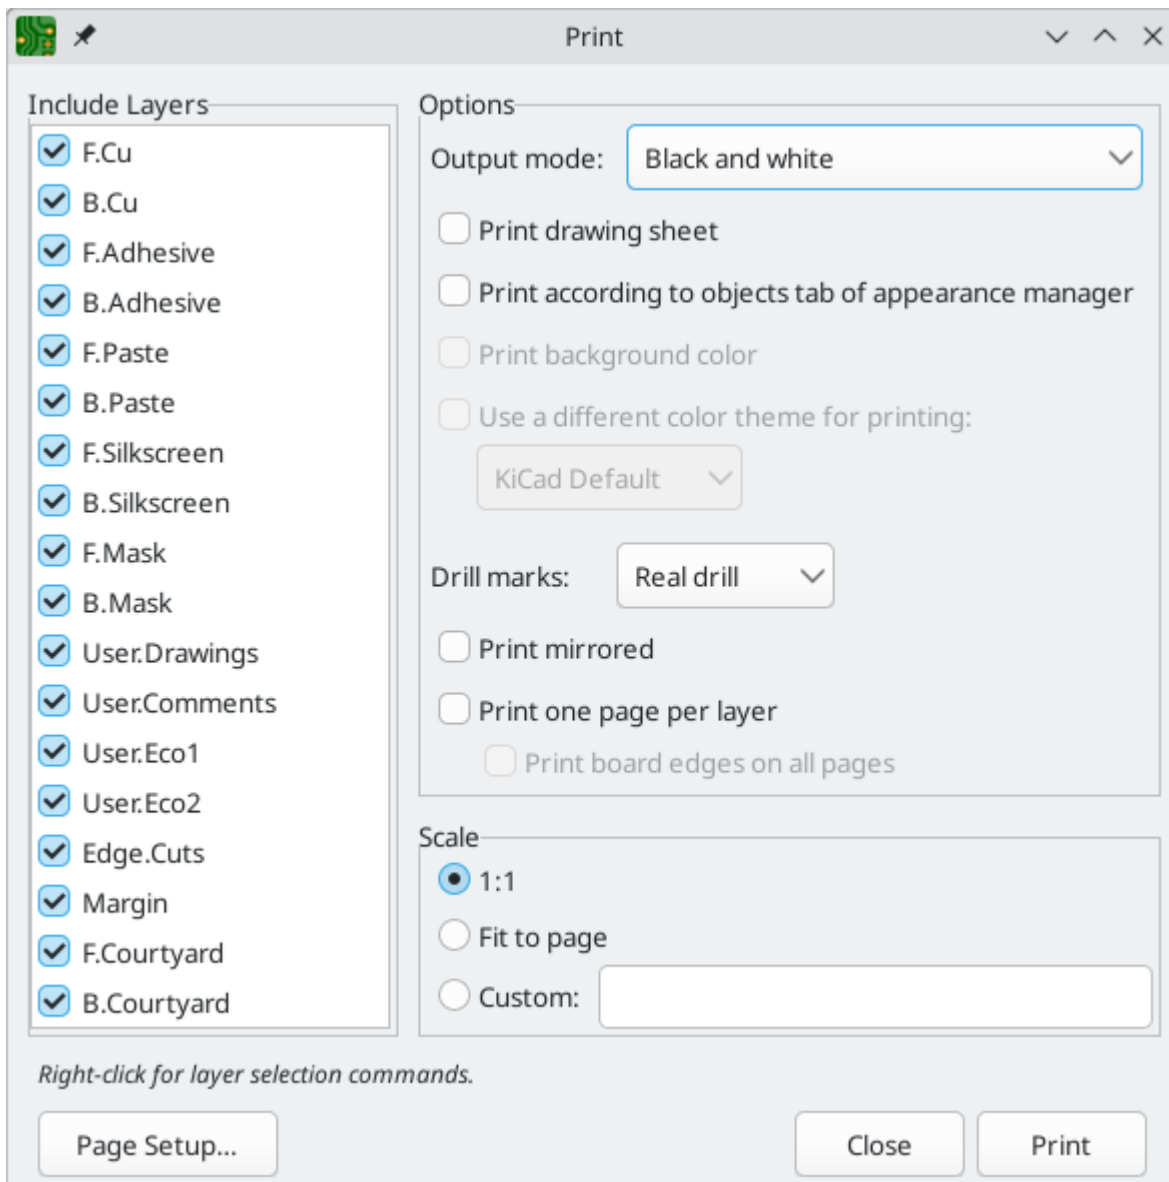 Print
Include Layers
F.Cu
B.Cu
F.Adhesive
B.Adhesive
F.Paste
B.Paste
F.Silkscreen
B.Silkscreen
F.Mask
B.Mask
User.Drawings
User.Comments
User.Eco1
User.Eco2
Edge.Cuts
Margin
F.Courtyard
B.Courtyard
Options
Output mode: Black and white
Print drawing sheet
Print according to objects tab of appearance manager
Print background color
Use a different color theme for printing:
KiCad Default
Drill marks: Real drill
Print mirrored
Print one page per layer
Print board edges on all pages
Scale
1:1
Fit to page
Custom:
Right-click for layer selection commands.
Page Setup... Close Print